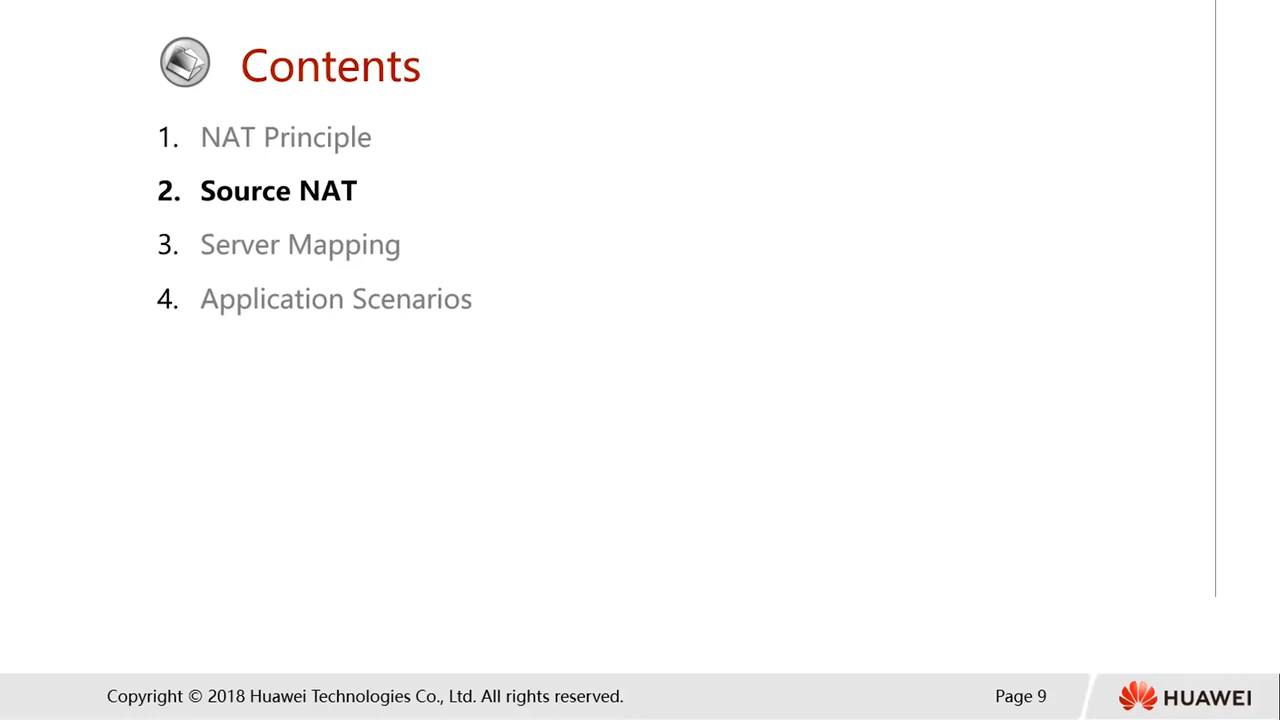 Contents
1. NAT Principle
2. Source NAT
3. Server Mapping
4. Application Scenarios
Copyright © 2018 Huawei Technologies Co., Ltd. All rights reserved.
Page 9
HUAWEI